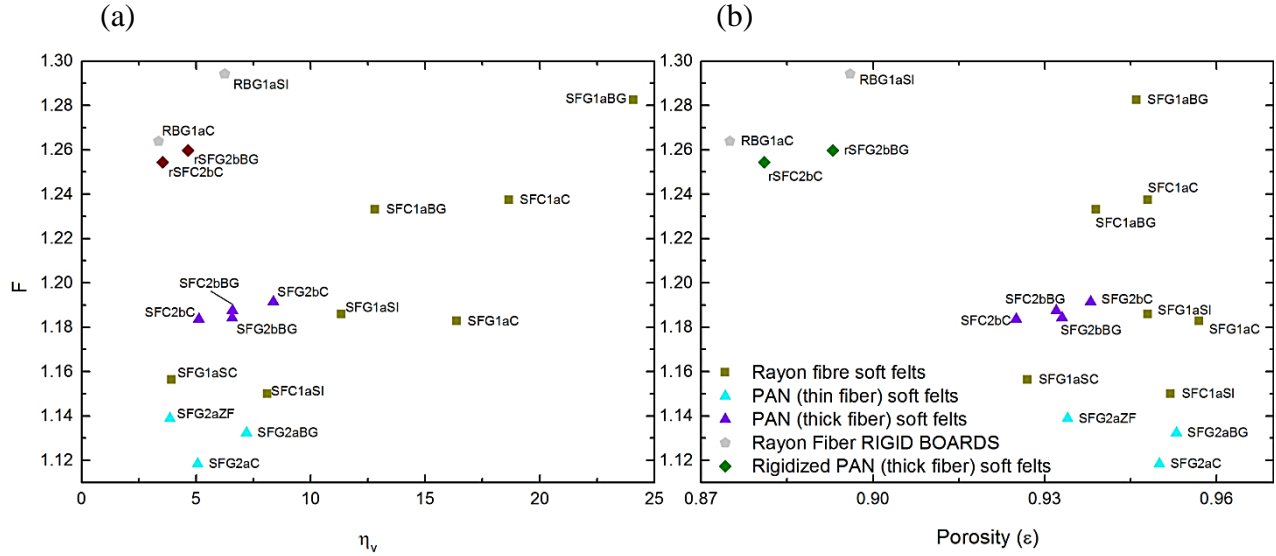 (a)
(b)
1.30
1.28
1.26
1.24
1.22
1.20
1.18
1.16
1.14
1.12
F
RBG1aSI
SFG1aBG
RBG1aC
rSFG2bBG
rSFC2bC
SFC1aBG
SFC1aC
SFC2bBG
SFG2bC
SFC2bC
SFG2bBG
SFG1aSI
SFG1aC
SFG1aSC
SFC1aSI
SFG2aZF
SFG2aBG
SFG2aC
0
5
10
15
20
25
ηv
1.30
1.28
1.26
1.24
1.22
1.20
1.18
1.16
1.14
1.12
RBG1aSI
SFG1aBG
RBG1aC
rSFG2bBG
rSFC2bC
SFC1aC
SFC1aBG
SFC2bBG
SFG2bC
SFC2bC
SFG2bBG
SFG1aSI
SFG1aC
SFG1aSC
SFC1aSI
SFG2aZF
SFG2aBG
SFG2aC
Rayon fibre soft felts
PAN (thin fiber) soft felts
PAN (thick fiber) soft felts
Rayon Fiber RIGID BOARDS
Rigidized PAN (thick fiber) soft felts
0.87
0.90
0.93
0.96
Porosity (ε)